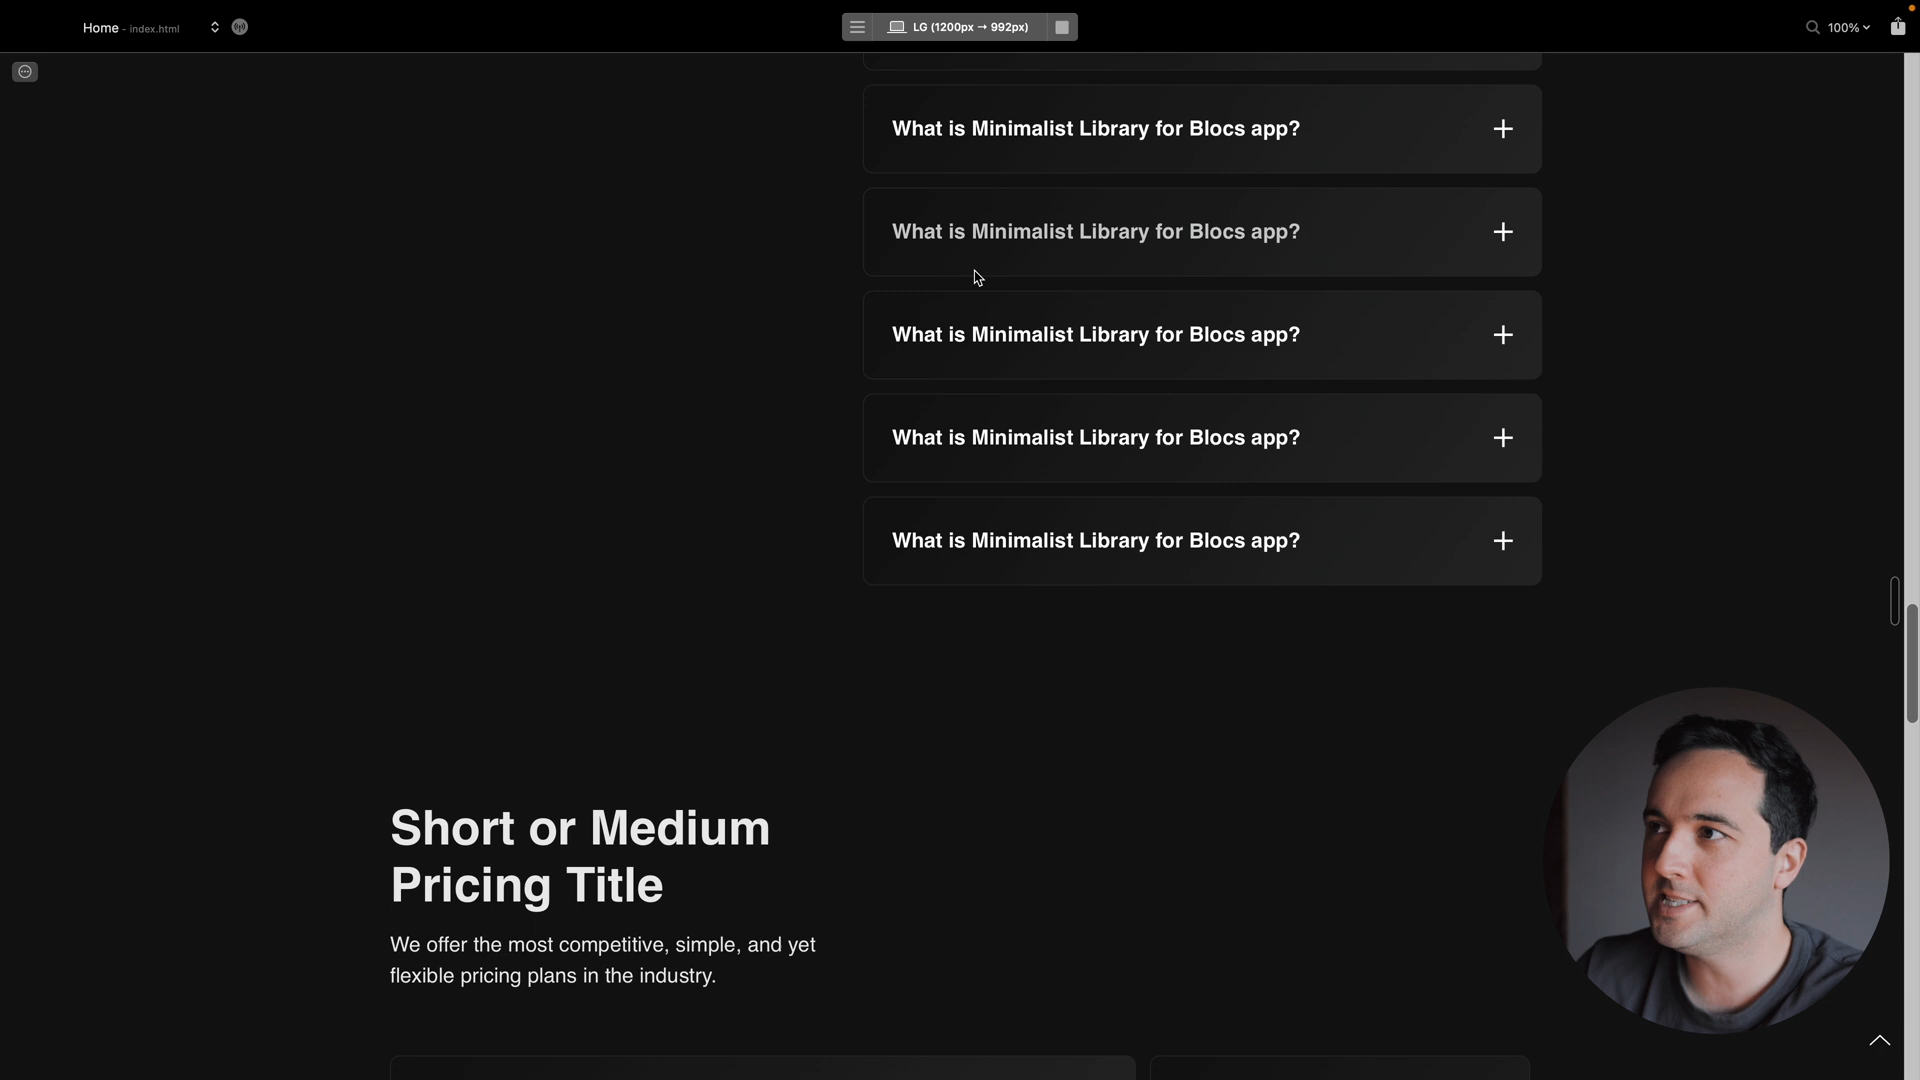 Home - index.html
LG (1200px → 992px)
100%
What is Minimalist Library for Blocs app?
What is Minimalist Library for Blocs app?
What is Minimalist Library for Blocs app?
What is Minimalist Library for Blocs app?
What is Minimalist Library for Blocs app?
Short or Medium
Pricing Title
We offer the most competitive, simple, and yet
flexible pricing plans in the industry.